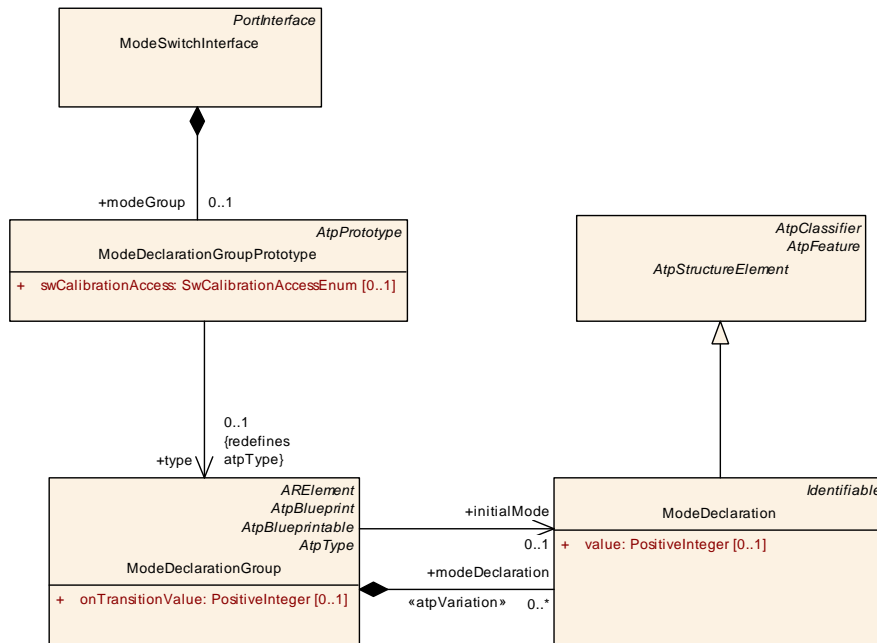 PortInterface
ModeSwitchInterface
+modeGroup 0..1
AtpPrototype
ModeDeclarationGroupPrototype
+ swCalibrationAccess: SwCalibrationAccessEnum [0..1]
AtpClassifier
AtpFeature
AtpStructureElement
0..1
{redefines
+type atpType}
ARElement
AtpBlueprint
AtpBlueprintable
AtpType
ModeDeclarationGroup
+ onTransitionValue: PositiveInteger [0..1]
+initialMode
0..1
+modeDeclaration
«atpVariation» 0..*
Identifiable
ModeDeclaration
+ value: PositiveInteger [0..1]